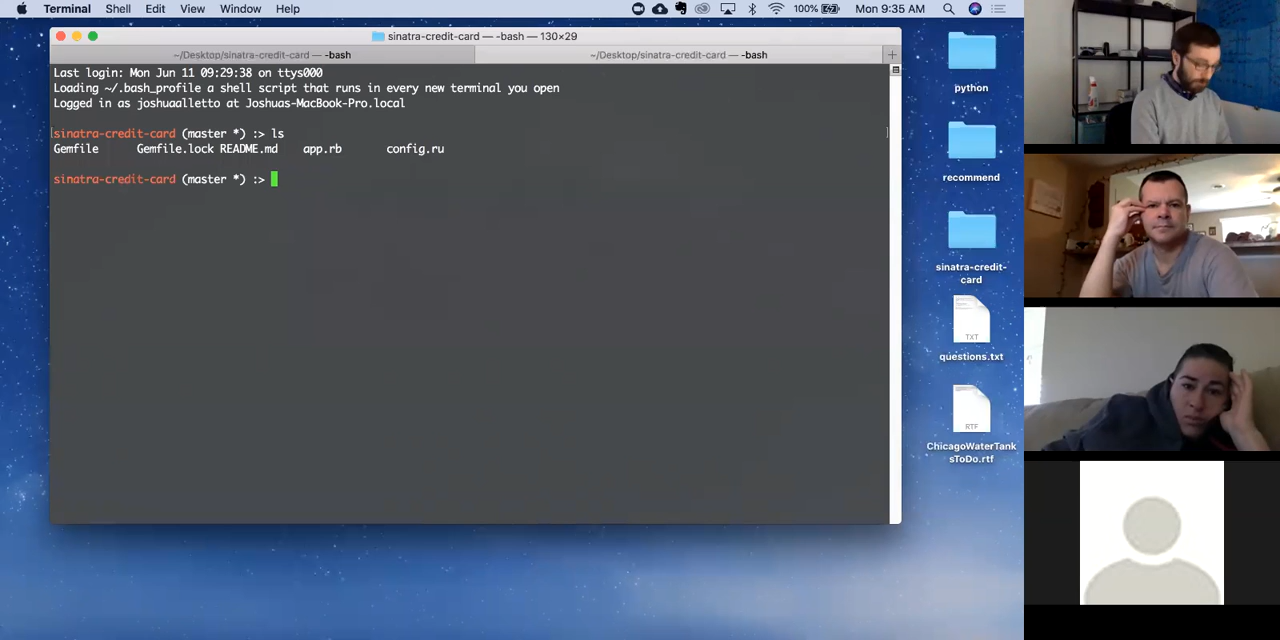 Terminal Shell Edit View Window Help 100% Mon 9:35 AM
sinatra-credit-card — -bash — 130×29
~/Desktop/sinatra-credit-card — -bash ~/Desktop/sinatra-credit-card — -bash +
Last login: Mon Jun 11 09:29:38 on ttys000
Loading ~/.bash_profile a shell script that runs in every new terminal you open
Logged in as joshuaalletto at Joshuas-MacBook-Pro.local
sinatra-credit-card (master *) :> ls
Gemfile Gemfile.lock README.md app.rb config.ru
sinatra-credit-card (master *) :>
python
recommend
sinatra-credit-
card
TXT
questions.txt
RTF
ChicagoWaterTank
sToDo.rtf